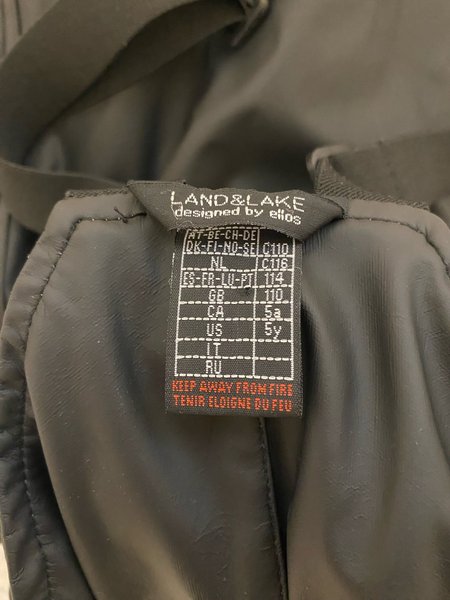 LAND&LAKE
designed by ellos
AT-BE-CH-DE
DK-FI-NO-SE C110
NL C116
ES-FR-LU-PT 114
GB 110
CA 5a
US 5y
IT
RU
KEEP AWAY FROM FIRE
TENIR ELOIGNE DU FEU